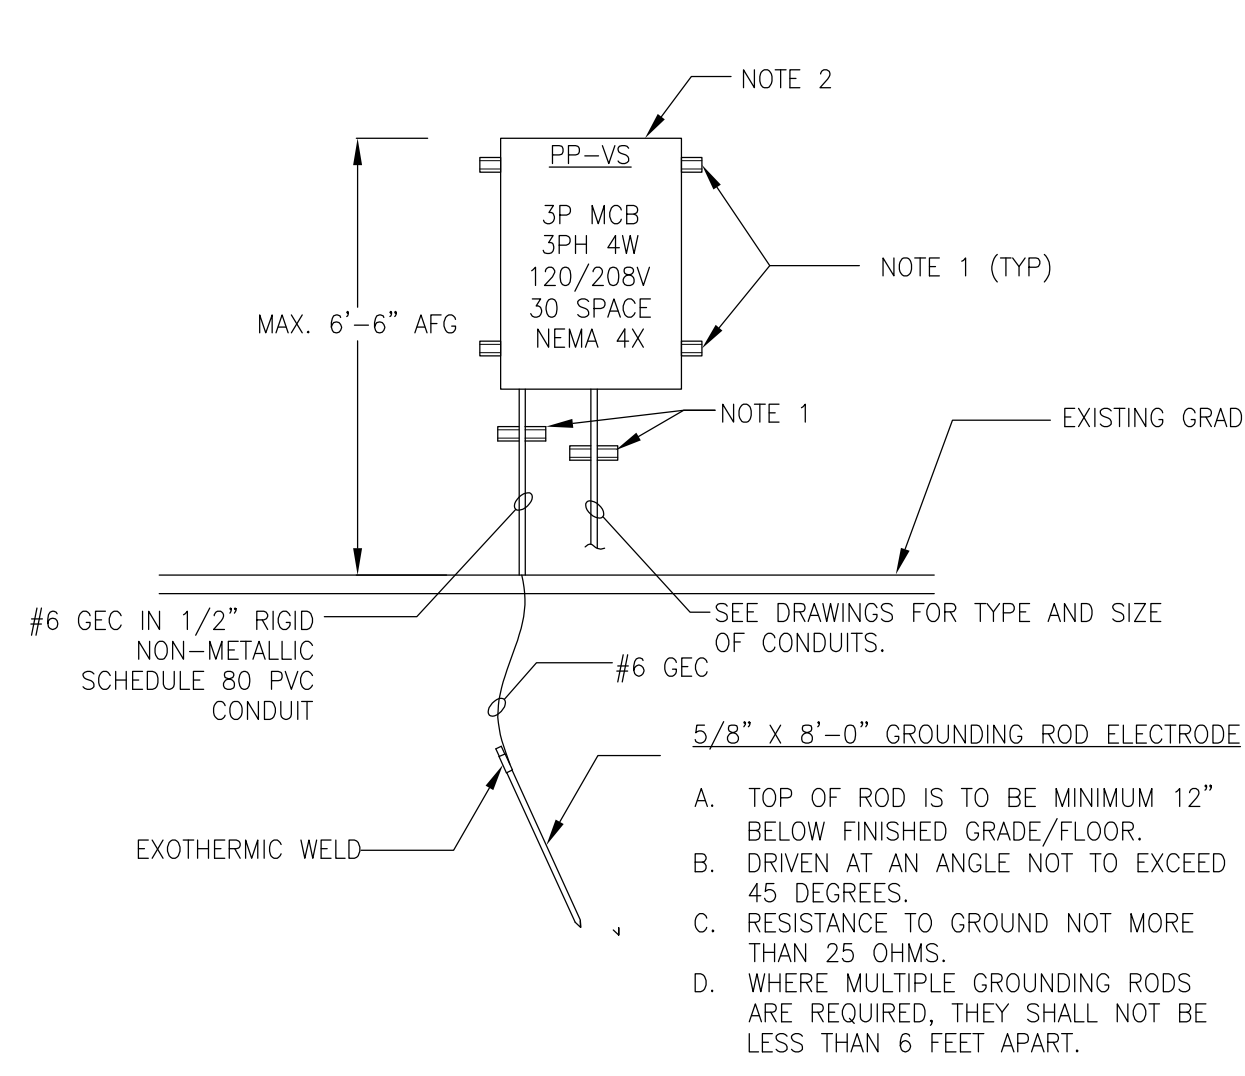 NOTE 2
PP-VS
3P MCB
3PH 4W
120/208V
30 SPACE
NEMA 4X
NOTE 1 (TYP)
MAX. 6'-6" AFG
NOTE 1
EXISTING GRAD
#6 GEC IN 1/2" RIGID
NON-METALLIC
SCHEDULE 80 PVC
CONDUIT
SEE DRAWINGS FOR TYPE AND SIZE
OF CONDUITS.
#6 GEC
5/8" X 8'-0" GROUNDING ROD ELECTRODE
A. TOP OF ROD IS TO BE MINIMUM 12"
BELOW FINISHED GRADE/FLOOR.
B. DRIVEN AT AN ANGLE NOT TO EXCEED
45 DEGREES.
C. RESISTANCE TO GROUND NOT MORE
THAN 25 OHMS.
D. WHERE MULTIPLE GROUNDING RODS
ARE REQUIRED, THEY SHALL NOT BE
LESS THAN 6 FEET APART.
EXOTHERMIC WELD